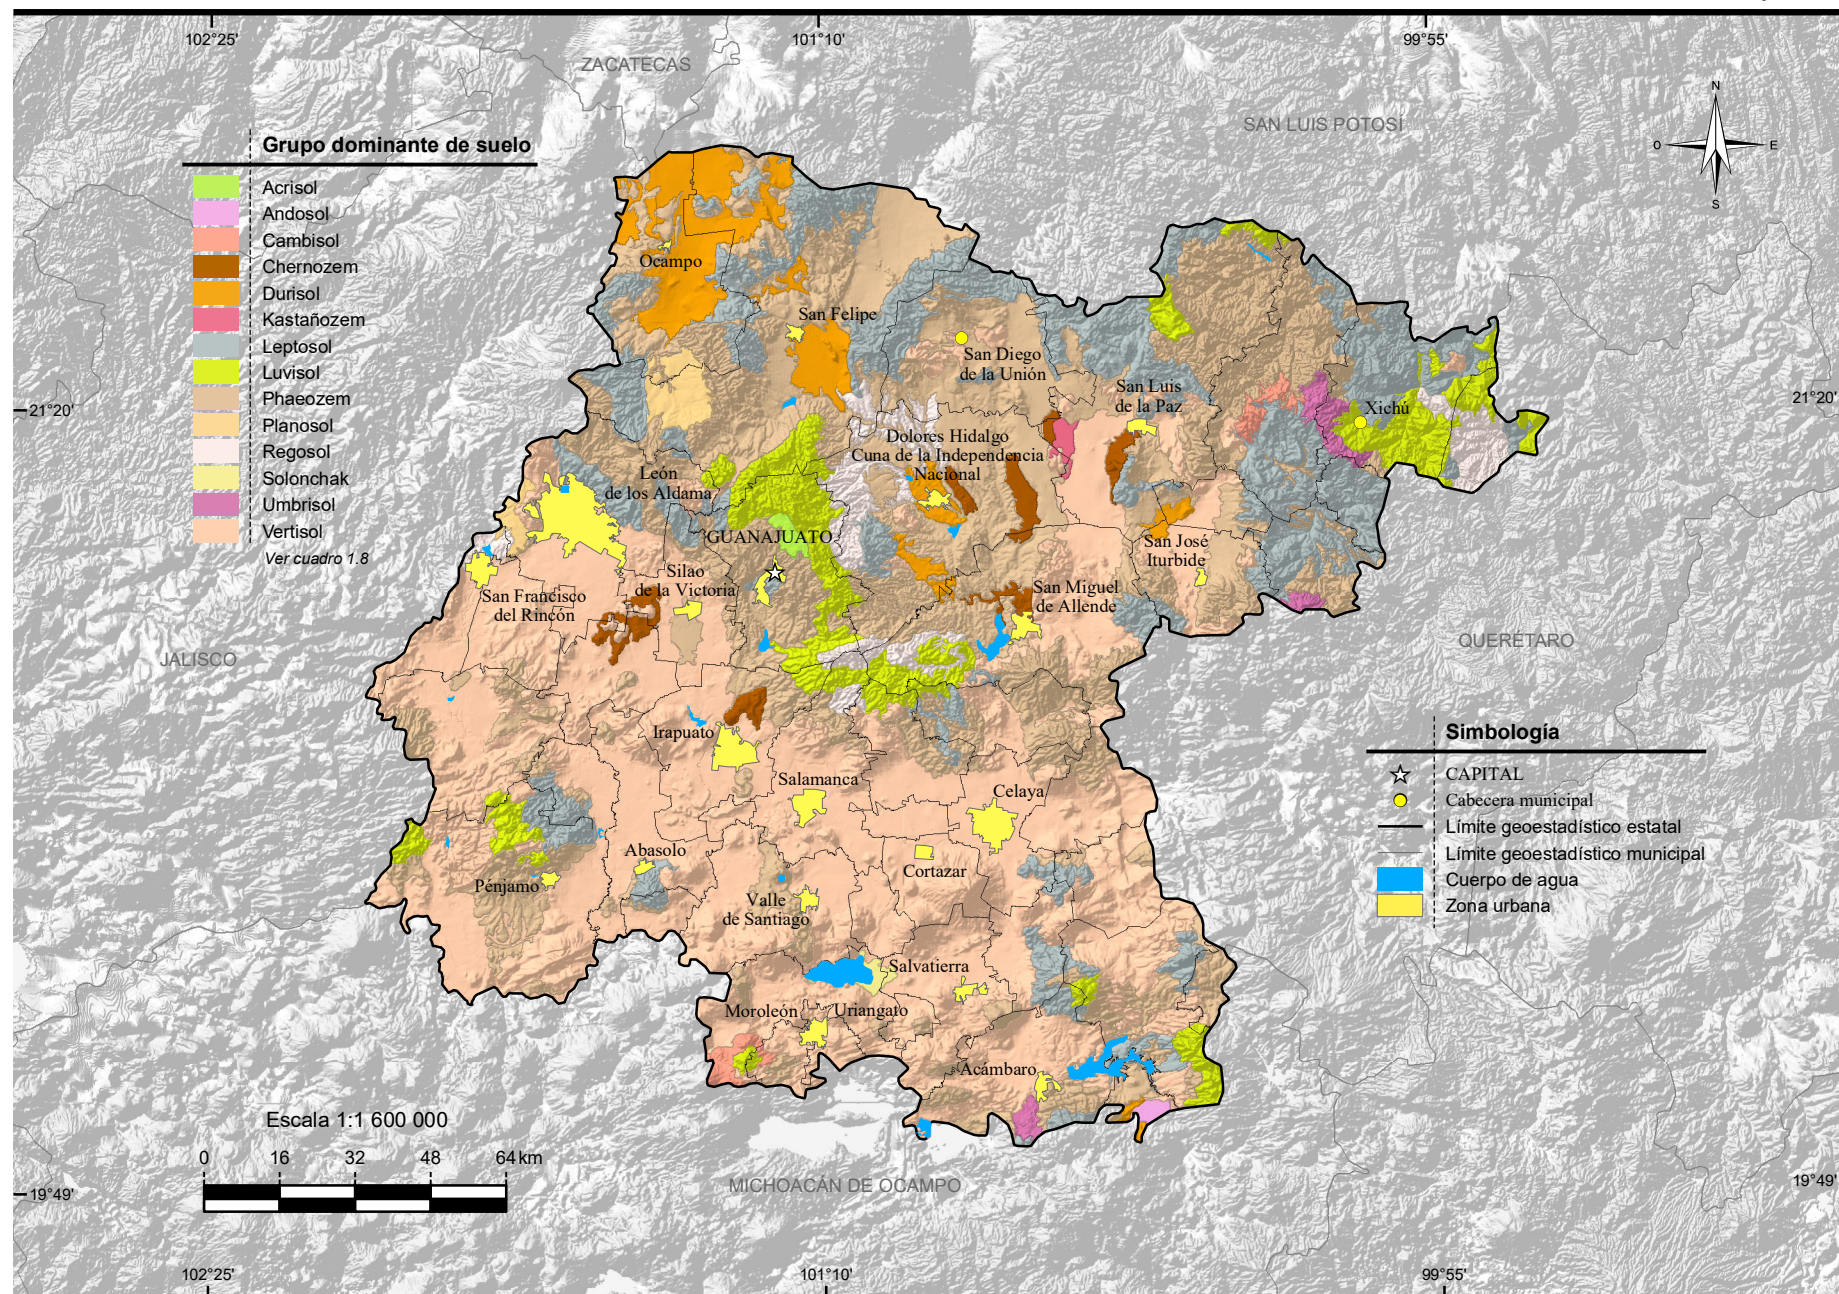 102°25'
101°10'
99°55'
ZACATECAS
SAN LUIS POTOSÍ
N
O
E
S
Grupo dominante de suelo
Acrisol
Andosol
Cambisol
Chernozem
Durisol
Kastañozem
Leptosol
Luvisol
Phaeozem
Planosol
Regosol
Solonchak
Umbrisol
Vertisol
Ver cuadro 1.8
Ocampo
San Felipe
San Diego
de la Unión
San Luis
de la Paz
21°20'
21°20'
Xichú
Dolores Hidalgo
Cuna de la Independencia
Nacional
León
de los Aldama
GUANAJUATO
San José
Iturbide
Silao
de la Victoria
San Francisco
del Rincón
San Miguel
de Allende
JALISCO
QUERÉTARO
Irapuato
Salamanca
Celaya
Abasolo
Cortazar
Pénjamo
Valle
de Santiago
Salvatierra
Moroleón
Uriangato
Acámbaro
Simbología
CAPITAL
Cabecera municipal
Límite geoestadístico estatal
Límite geoestadístico municipal
Cuerpo de agua
Zona urbana
Escala 1:1 600 000
0 16 32 48 64 km
MICHOACÁN DE OCAMPO
19°49'
19°49'
102°25'
101°10'
99°55'